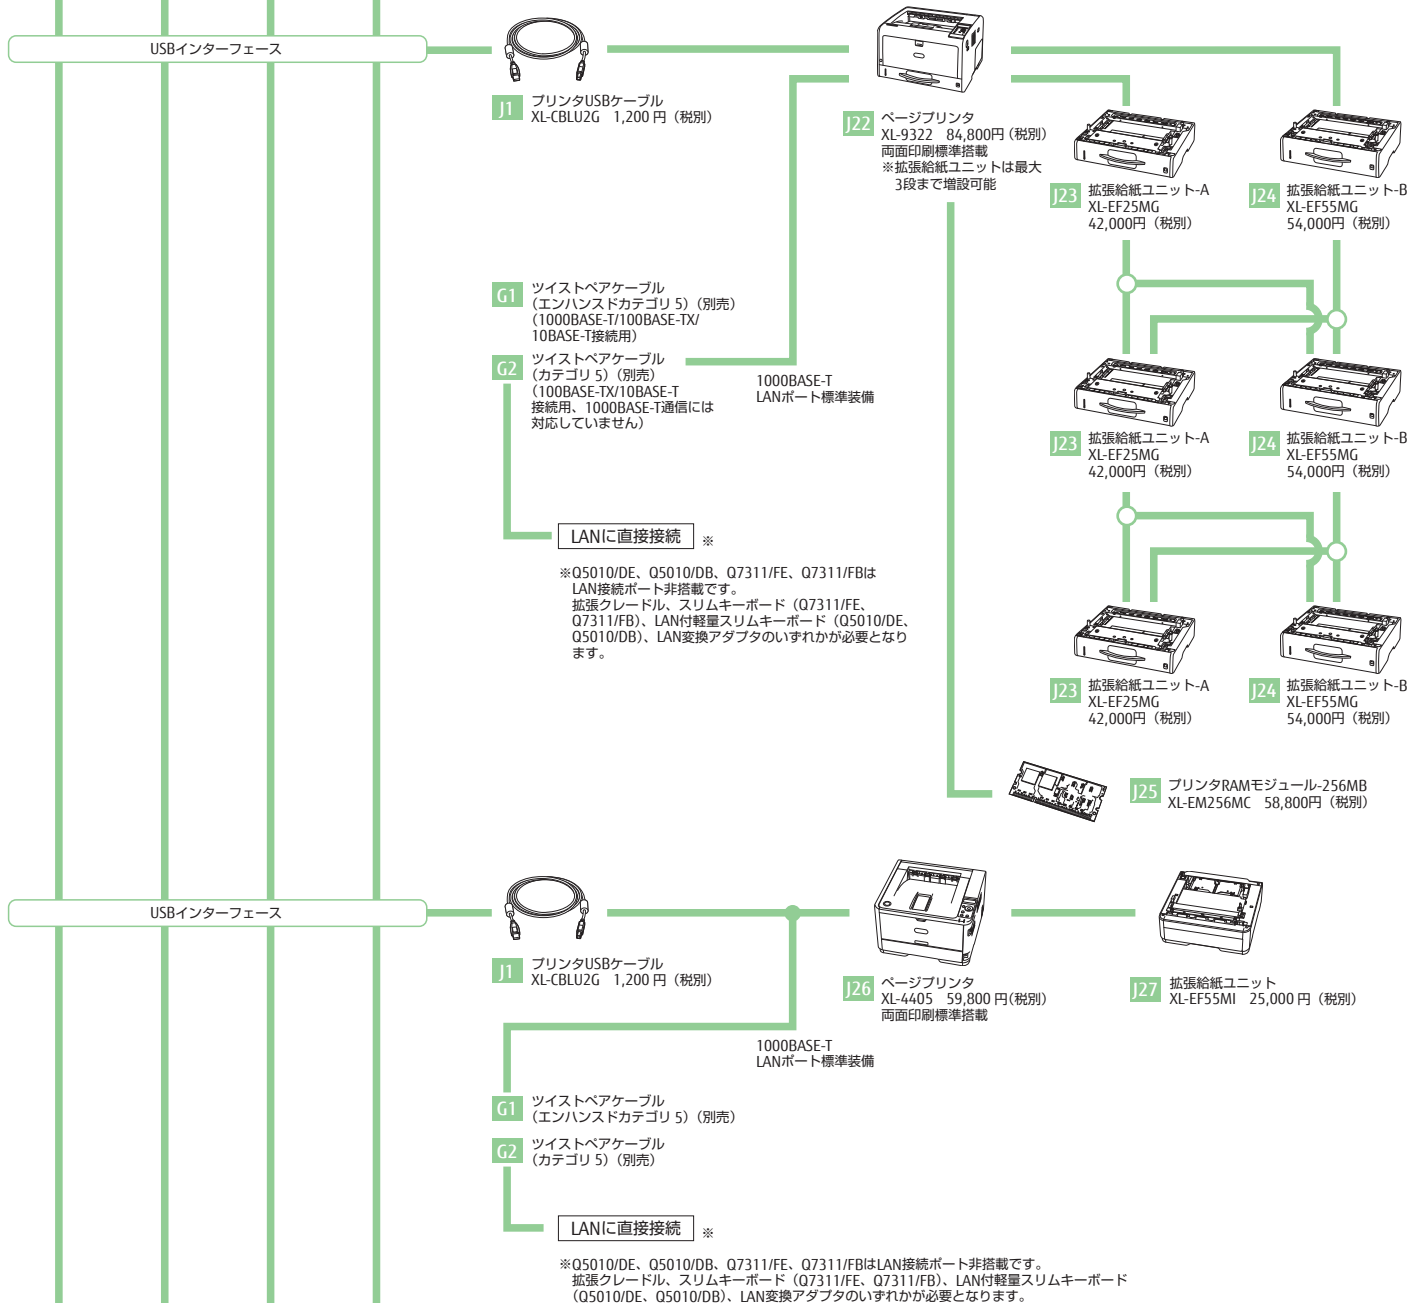 USBインターフェース
J1 プリンタUSBケーブル
XL-CBLU2G 1,200 円（税別）
J22 ページプリンタ
XL-9322 84,800円（税別）
両面印刷標準搭載
※拡張給紙ユニットは最大
3段まで増設可能
J23 拡張給紙ユニット-A
XL-EF25MG
42,000円（税別）
J24 拡張給紙ユニット-B
XL-EF55MG
54,000円（税別）
G1 ツイストペアケーブル
（エンハンスドカテゴリ 5）（別売）
（1000BASE-T/100BASE-TX/
10BASE-T接続用）
G2 ツイストペアケーブル
（カテゴリ 5）（別売）
（100BASE-TX/10BASE-T
接続用、1000BASE-T通信には
対応していません）
1000BASE-T
LANポート標準装備
J23 拡張給紙ユニット-A
XL-EF25MG
42,000円（税別）
J24 拡張給紙ユニット-B
XL-EF55MG
54,000円（税別）
LANに直接接続 ※
※Q5010/DE、Q5010/DB、Q7311/FE、Q7311/FBは
LAN接続ポート非搭載です。
拡張クレードル、スリムキーボード（Q7311/FE、
Q7311/FB）、LAN付軽量スリムキーボード（Q5010/DE、
Q5010/DB）、LAN変換アダプタのいずれかが必要となり
ます。
J23 拡張給紙ユニット-A
XL-EF25MG
42,000円（税別）
J24 拡張給紙ユニット-B
XL-EF55MG
54,000円（税別）
J25 プリンタRAMモジュール-256MB
XL-EM256MC 58,800円（税別）
USBインターフェース
J1 プリンタUSBケーブル
XL-CBLU2G 1,200 円（税別）
J26 ページプリンタ
XL-4405 59,800 円（税別）
両面印刷標準搭載
J27 拡張給紙ユニット
XL-EF55MI 25,000 円（税別）
1000BASE-T
LANポート標準装備
G1 ツイストペアケーブル
（エンハンスドカテゴリ 5）（別売）
G2 ツイストペアケーブル
（カテゴリ 5）（別売）
LANに直接接続 ※
※Q5010/DE、Q5010/DB、Q7311/FE、Q7311/FBはLAN接続ポート非搭載です。
拡張クレードル、スリムキーボード（Q7311/FE、Q7311/FB）、LAN付軽量スリムキーボード
（Q5010/DE、Q5010/DB）、LAN変換アダプタのいずれかが必要となります。